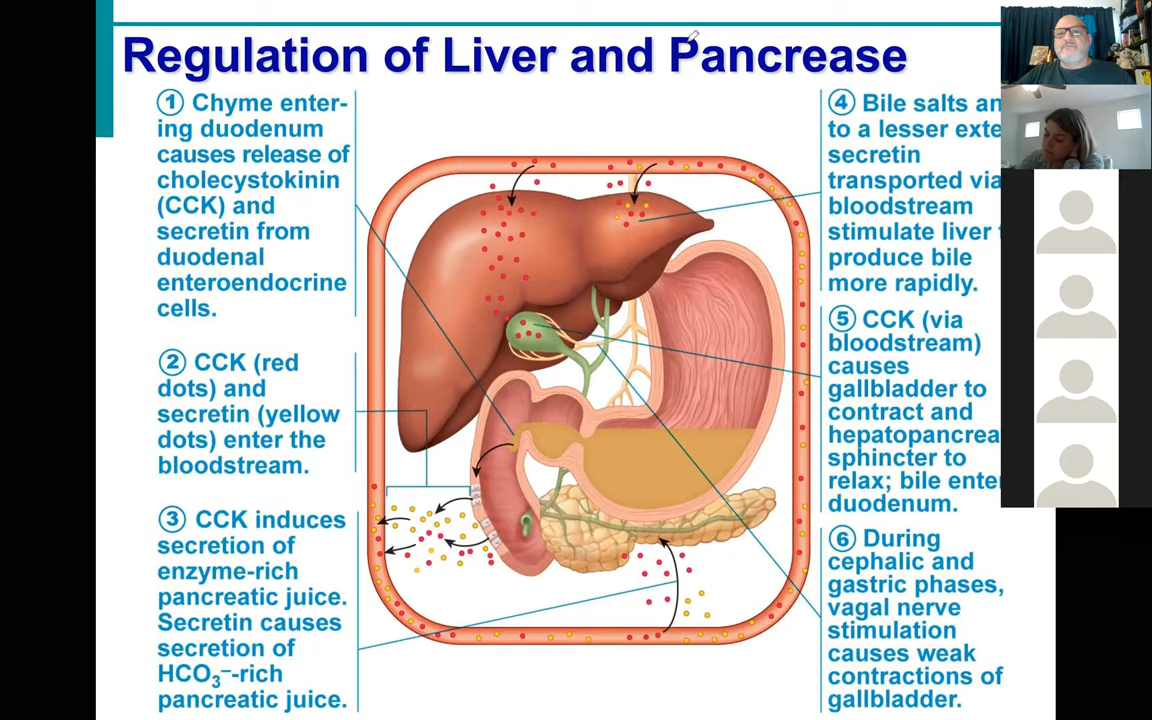 Regulation of Liver and Pancrease
① Chyme enter-
ing duodenum
causes release of
cholecystokinin
(CCK) and
secretin from
duodenal
enteroendocrine
cells.
② CCK (red
dots) and
secretin (yellow
dots) enter the
bloodstream.
③ CCK induces
secretion of
enzyme-rich
pancreatic juice.
Secretin causes
secretion of
HCO₃⁻-rich
pancreatic juice.
④ Bile salts an
to a lesser exte
secretin
transported via
bloodstream
stimulate liver
produce bile
more rapidly.
⑤ CCK (via
bloodstream)
causes
gallbladder to
contract and
hepatopancrea
sphincter to
relax; bile enter
duodenum.
⑥ During
cephalic and
gastric phases,
vagal nerve
stimulation
causes weak
contractions of
gallbladder.